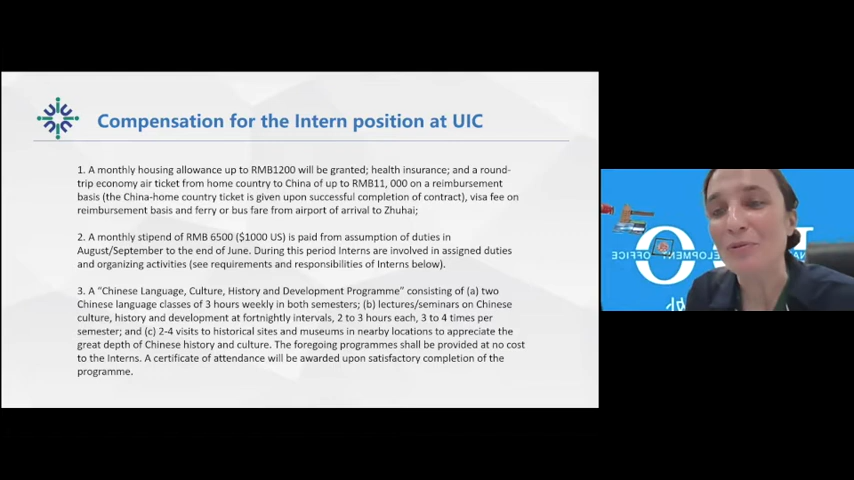 Compensation for the Intern position at UIC
1. A monthly housing allowance up to RMB1200 will be granted; health insurance; and a round-
trip economy air ticket from home country to China of up to RMB11, 000 on a reimbursement
basis (the China-home country ticket is given upon successful completion of contract), visa fee on
reimbursement basis and ferry or bus fare from airport of arrival to Zhuhai;
2. A monthly stipend of RMB 6500 ($1000 US) is paid from assumption of duties in
August/September to the end of June. During this period Interns are involved in assigned duties
and organizing activities (see requirements and responsibilities of Interns below).
3. A “Chinese Language, Culture, History and Development Programme” consisting of (a) two
Chinese language classes of 3 hours weekly in both semesters; (b) lectures/seminars on Chinese
culture, history and development at fortnightly intervals, 2 to 3 hours each, 3 to 4 times per
semester; and (c) 2-4 visits to historical sites and museums in nearby locations to appreciate the
great depth of Chinese history and culture. The foregoing programmes shall be provided at no cost
to the Interns. A certificate of attendance will be awarded upon satisfactory completion of the
programme.
OFFICE